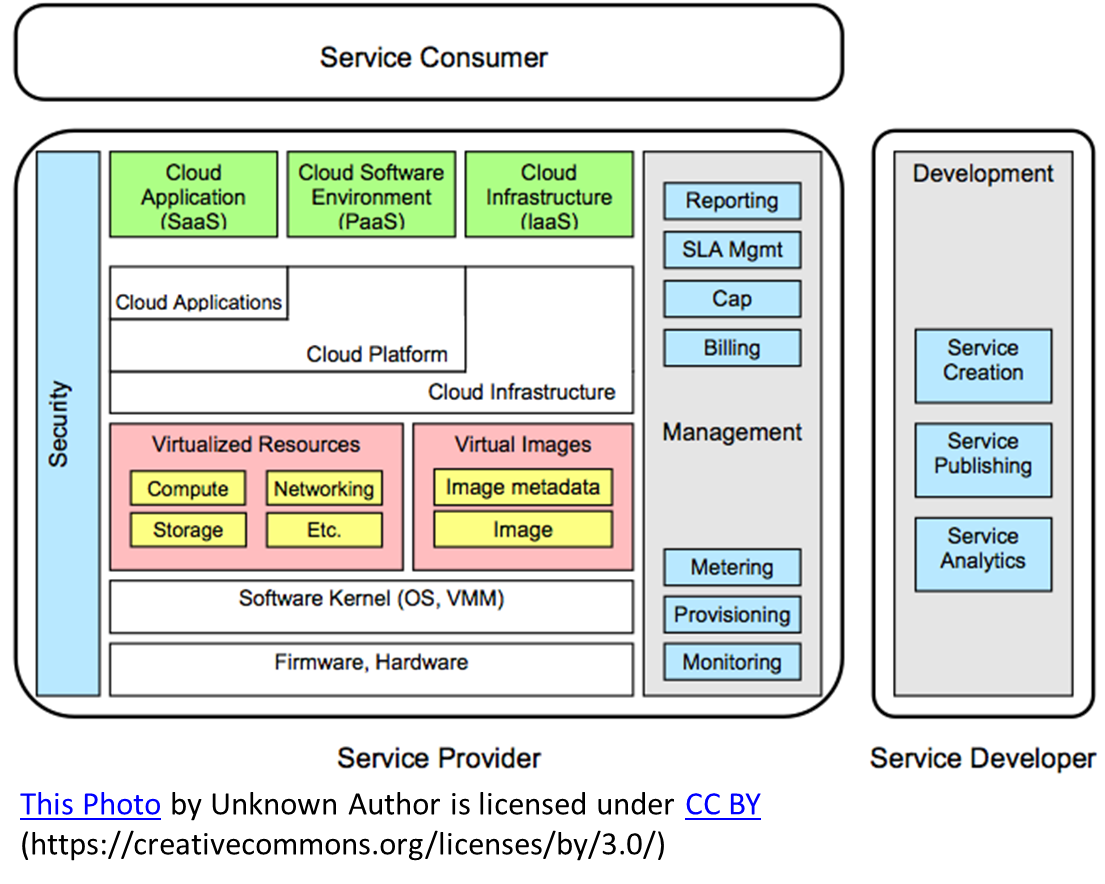 Service Consumer
Security
Cloud
Application
(SaaS)
Cloud Software
Environment
(PaaS)
Cloud
Infrastructure
(IaaS)
Cloud Applications
Cloud Platform
Cloud Infrastructure
Virtualized Resources
Compute
Networking
Storage
Etc.
Virtual Images
Image metadata
Image
Software Kernel (OS, VMM)
Firmware, Hardware
Reporting
SLA Mgmt
Cap
Billing
Management
Metering
Provisioning
Monitoring
Service Provider
Development
Service
Creation
Service
Publishing
Service
Analytics
Service Developer
This Photo by Unknown Author is licensed under CC BY
(https://creativecommons.org/licenses/by/3.0/)